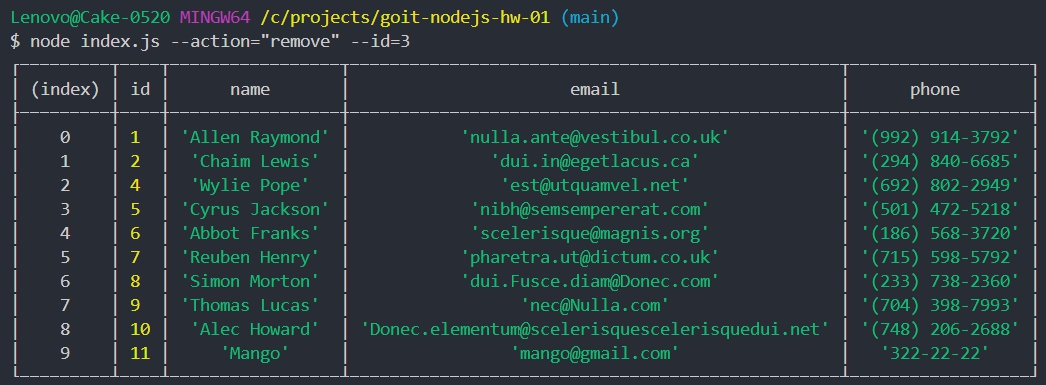 Lenovo@Cake-0520 MINGW64 /c/projects/goit-nodejs-hw-01 (main)
$ node index.js --action="remove" --id=3
(index) id name email phone
0 1 'Allen Raymond' 'nulla.ante@vestibul.co.uk' '(992) 914-3792'
1 2 'Chaim Lewis' 'dui.in@egetlacus.ca' '(294) 840-6685'
2 4 'Wylie Pope' 'est@utquamvel.net' '(692) 802-2949'
3 5 'Cyrus Jackson' 'nibh@semsempererat.com' '(501) 472-5218'
4 6 'Abbot Franks' 'scelerisque@magnis.org' '(186) 568-3720'
5 7 'Reuben Henry' 'pharetra.ut@dictum.co.uk' '(715) 598-5792'
6 8 'Simon Morton' 'dui.Fusce.diam@Donec.com' '(233) 738-2360'
7 9 'Thomas Lucas' 'nec@Nulla.com' '(704) 398-7993'
8 10 'Alec Howard' 'Donec.elementum@scelerisquescelerisquedui.net' '(748) 206-2688'
9 11 'Mango' 'mango@gmail.com' '322-22-22'